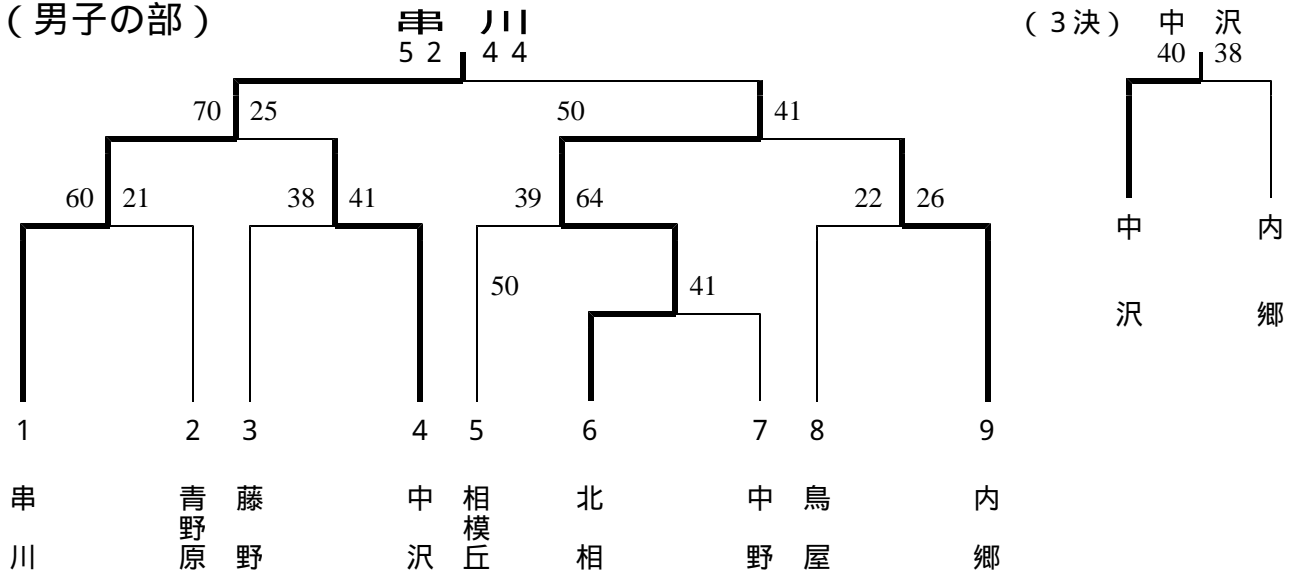 (男子の部)
串川
52 44
(3決) 中沢
40 38
70 25
50 41
60 21
38 41
39 64
22 26
50 41
中沢
内郷
1 2 3 4 5 6 7 8 9
串川
青野原
藤野
中沢
相模丘
北相
中野
鳥屋
内郷